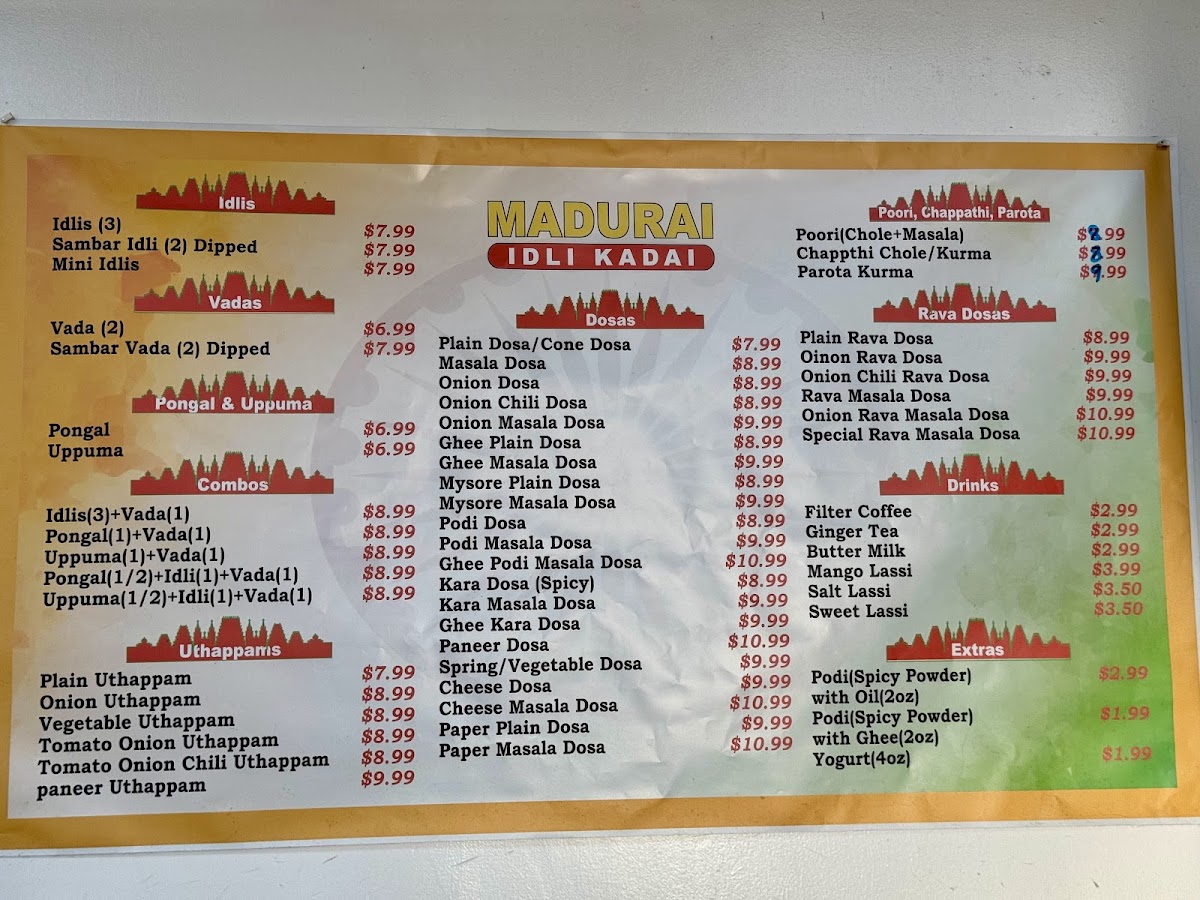 Idlis
Idlis (3) $7.99
Sambar Idli (2) Dipped $7.99
Mini Idlis $7.99
Vadas
Vada (2) $6.99
Sambar Vada (2) Dipped $7.99
Pongal & Uppuma
Pongal $6.99
Uppuma $6.99
Combos
Idlis(3)+Vada(1) $8.99
Pongal(1)+Vada(1) $8.99
Uppuma(1)+Vada(1) $8.99
Pongal(1/2)+Idli(1)+Vada(1) $8.99
Uppuma(1/2)+Idli(1)+Vada(1) $8.99
Uthappams
Plain Uthappam $7.99
Onion Uthappam $8.99
Vegetable Uthappam $8.99
Tomato Onion Uthappam $8.99
Tomato Onion Chili Uthappam $8.99
paneer Uthappam $9.99
MADURAI
IDLI KADAI
Dosas
Plain Dosa/Cone Dosa $7.99
Masala Dosa $8.99
Onion Dosa $8.99
Onion Chili Dosa $8.99
Onion Masala Dosa $9.99
Ghee Plain Dosa $8.99
Ghee Masala Dosa $9.99
Mysore Plain Dosa $8.99
Mysore Masala Dosa $9.99
Podi Dosa $8.99
Podi Masala Dosa $9.99
Ghee Podi Masala Dosa $10.99
Kara Dosa (Spicy) $8.99
Kara Masala Dosa $9.99
Ghee Kara Dosa $9.99
Paneer Dosa $10.99
Spring/Vegetable Dosa $9.99
Cheese Dosa $9.99
Cheese Masala Dosa $10.99
Paper Plain Dosa $9.99
Paper Masala Dosa $10.99
Poori, Chappathi, Parota
Poori(Chole+Masala) $8.99
Chappthi Chole/Kurma $8.99
Parota Kurma $9.99
Rava Dosas
Plain Rava Dosa $8.99
Oinon Rava Dosa $9.99
Onion Chili Rava Dosa $9.99
Rava Masala Dosa $9.99
Onion Rava Masala Dosa $10.99
Special Rava Masala Dosa $10.99
Drinks
Filter Coffee $2.99
Ginger Tea $2.99
Butter Milk $2.99
Mango Lassi $3.99
Salt Lassi $3.50
Sweet Lassi $3.50
Extras
Podi(Spicy Powder) $2.99
with Oil(2oz)
Podi(Spicy Powder) $1.99
with Ghee(2oz)
Yogurt(4oz) $1.99